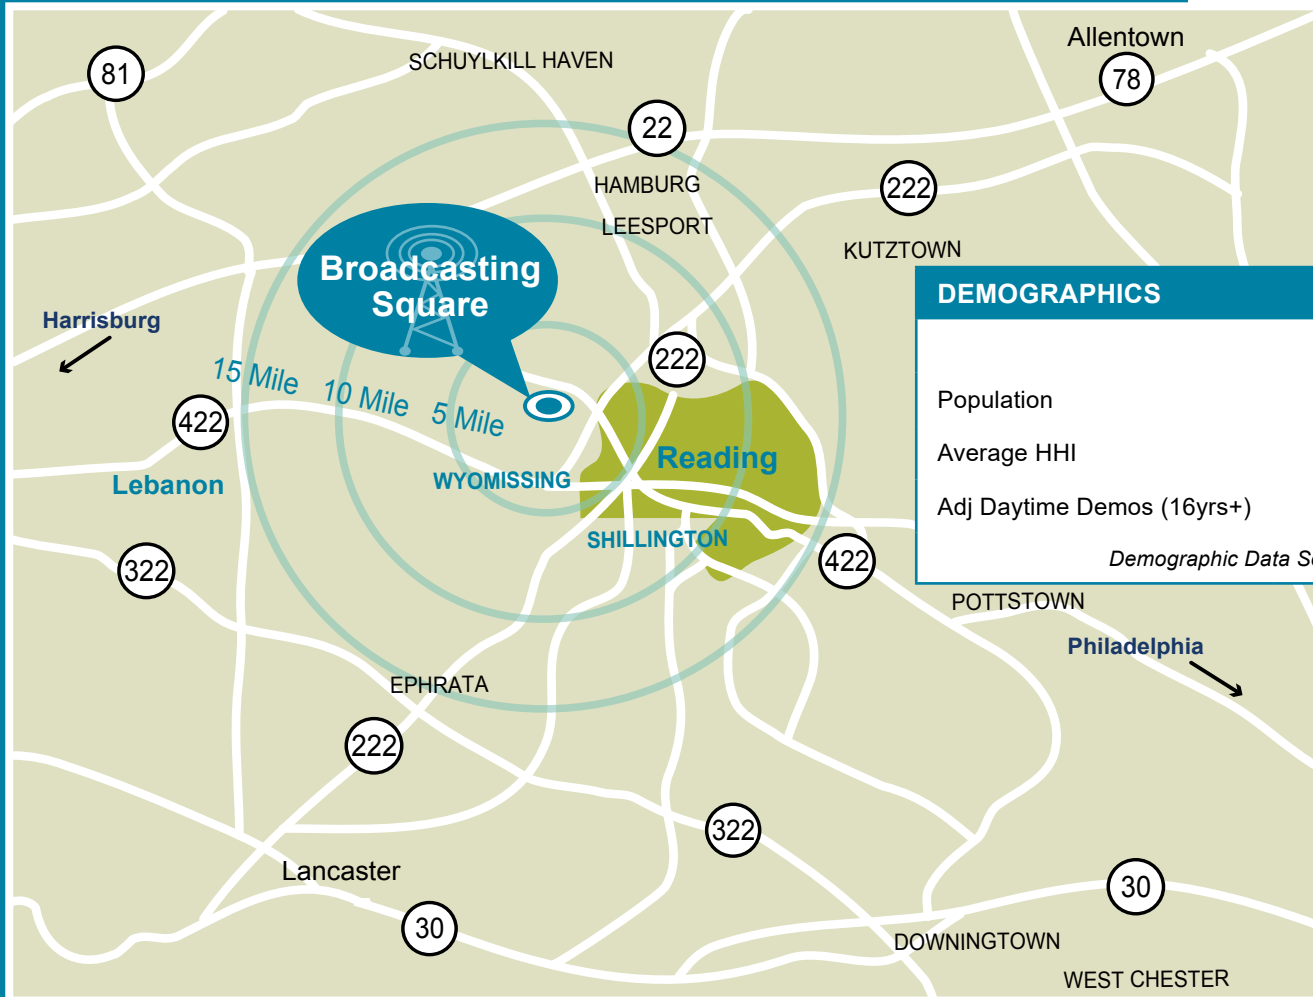 Allentown
81
SCHUYLKILL HAVEN
78
22
HAMBURG
222
LEESPORT
KUTZTOWN
Broadcasting
Square
Harrisburg
DEMOGRAPHICS
222
15 Mile 10 Mile 5 Mile
Population
422
Average HHI
WYOMISSING
Reading
Lebanon
Adj Daytime Demos (16yrs+)
SHILLINGTON
322
422
Demographic Data
POTTSTOWN
Philadelphia
EPHRATA
222
322
Lancaster
30
30
DOWNINGTOWN
WEST CHESTER